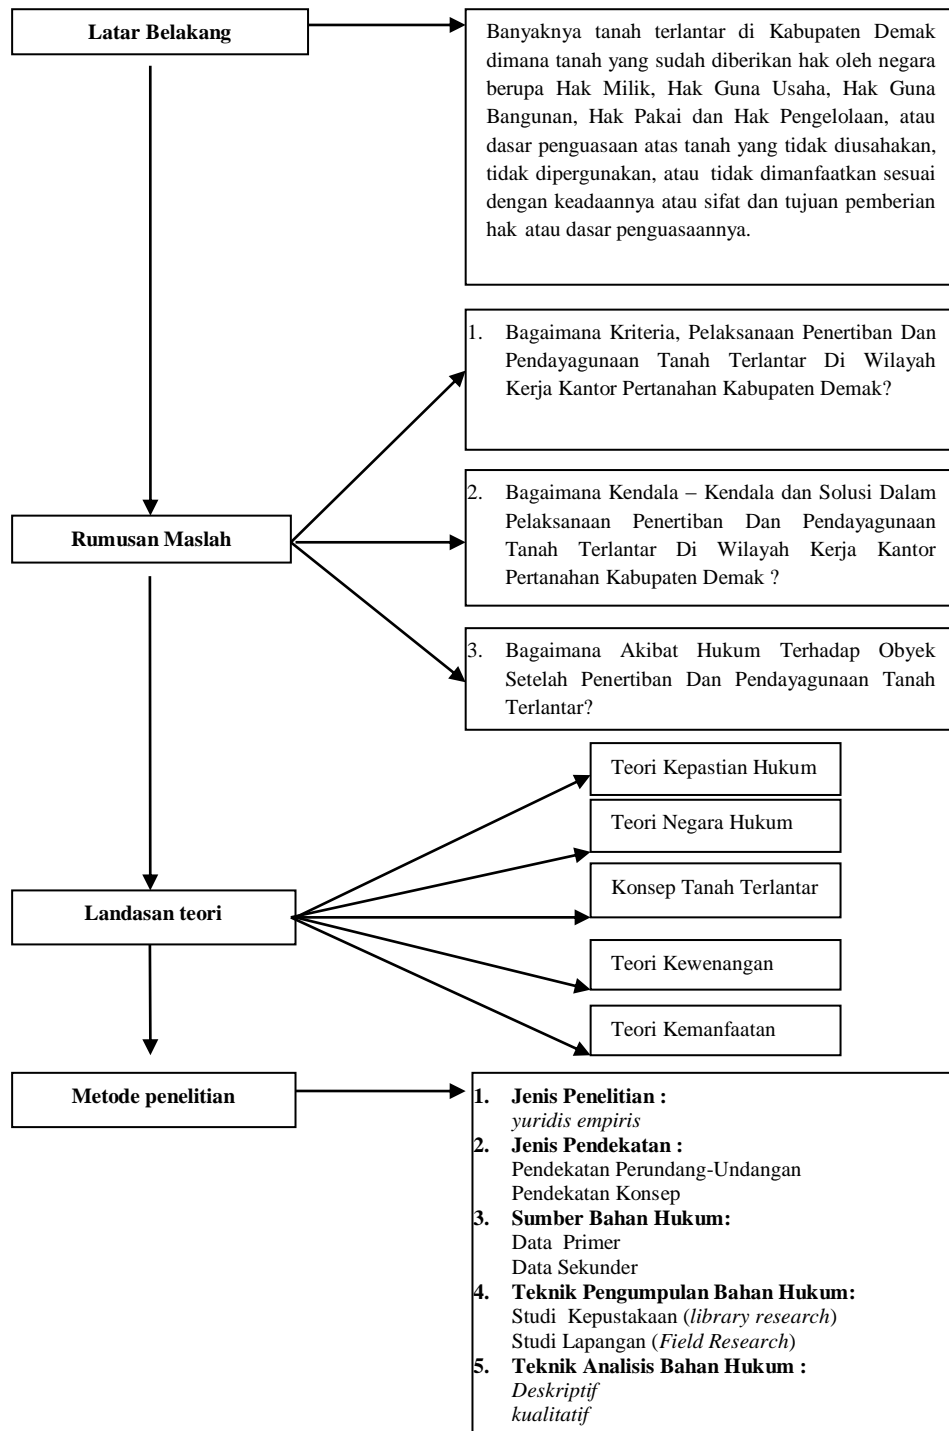 Latar Belakang
Banyaknya tanah terlantar di Kabupaten Demak
dimana tanah yang sudah diberikan hak oleh negara
berupa Hak Milik, Hak Guna Usaha, Hak Guna
Bangunan, Hak Pakai dan Hak Pengelolaan, atau
dasar penguasaan atas tanah yang tidak diusahakan,
tidak dipergunakan, atau tidak dimanfaatkan sesuai
dengan keadaannya atau sifat dan tujuan pemberian
hak atau dasar penguasaannya.
1. Bagaimana Kriteria, Pelaksanaan Penertiban Dan
Pendayagunaan Tanah Terlantar Di Wilayah
Kerja Kantor Pertanahan Kabupaten Demak?
Rumusan Maslah
2. Bagaimana Kendala – Kendala dan Solusi Dalam
Pelaksanaan Penertiban Dan Pendayagunaan
Tanah Terlantar Di Wilayah Kerja Kantor
Pertanahan Kabupaten Demak ?
3. Bagaimana Akibat Hukum Terhadap Obyek
Setelah Penertiban Dan Pendayagunaan Tanah
Terlantar?
Teori Kepastian Hukum
Teori Negara Hukum
Konsep Tanah Terlantar
Landasan teori
Teori Kewenangan
Teori Kemanfaatan
Metode penelitian
1. Jenis Penelitian :
yuridis empiris
2. Jenis Pendekatan :
Pendekatan Perundang-Undangan
Pendekatan Konsep
3. Sumber Bahan Hukum:
Data Primer
Data Sekunder
4. Teknik Pengumpulan Bahan Hukum:
Studi Kepustakaan (library research)
Studi Lapangan (Field Research)
5. Teknik Analisis Bahan Hukum :
Deskriptif
kualitatif